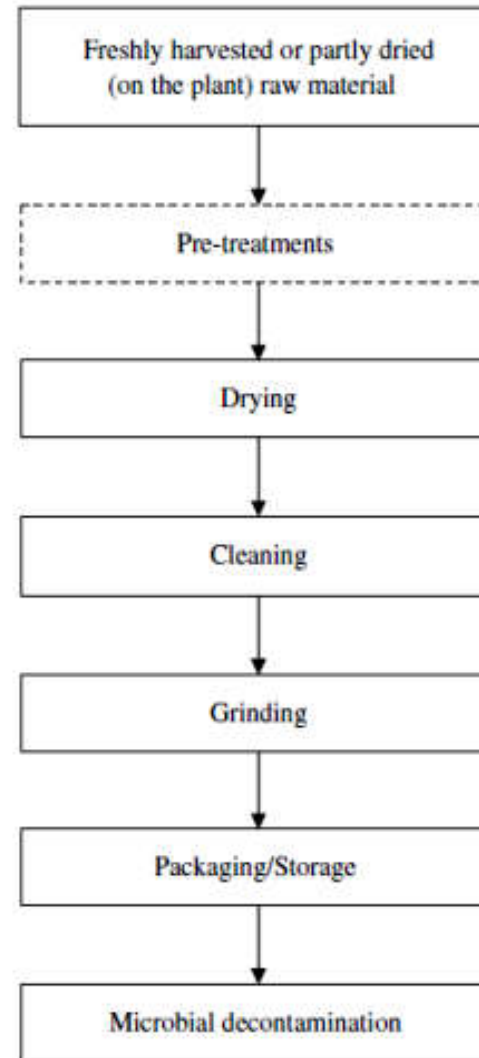 Freshly harvested or partly dried
(on the plant) raw material
Pre-treatments
Drying
Cleaning
Grinding
Packaging/Storage
Microbial decontamination